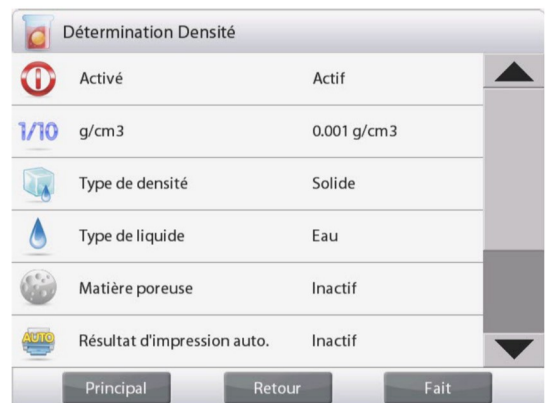 Détermination Densité
Activé Actif
1/10 g/cm3 0.001 g/cm3
Type de densité Solide
Type de liquide Eau
Matière poreuse Inactif
AUTO Résultat d'impression auto. Inactif
Principal Retour Fait